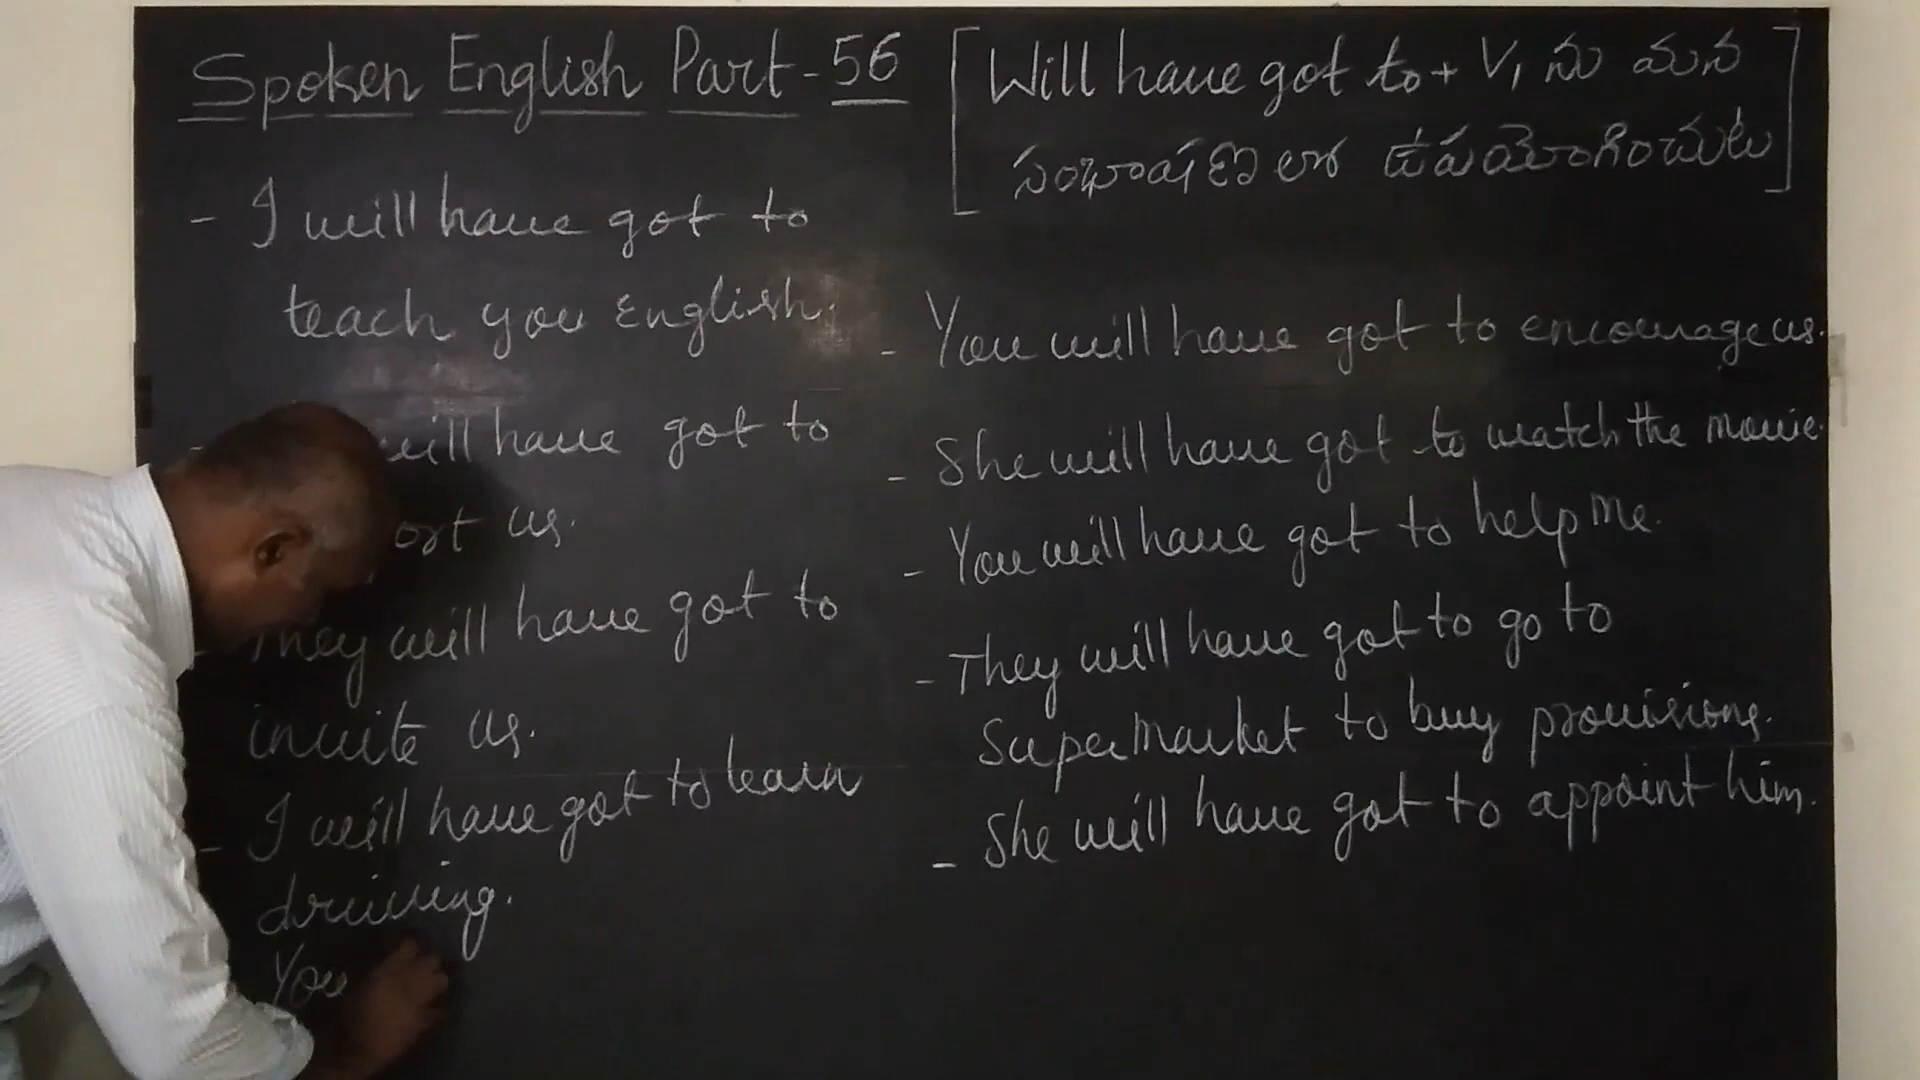 Spoken English Part - 56
[Will have got to + V1 ను మన
సంభాషణ లో ఉపయోగించుట]
- I will have got to
teach you English.
- will have got to
us.
- They will have got to
invite us.
- I will have got to learn
driving.
You
- You will have got to encourage us.
- She will have got to watch the movie.
- You will have got to help me.
- They will have got to go to
Supermarket to buy provisions.
- She will have got to appoint him.